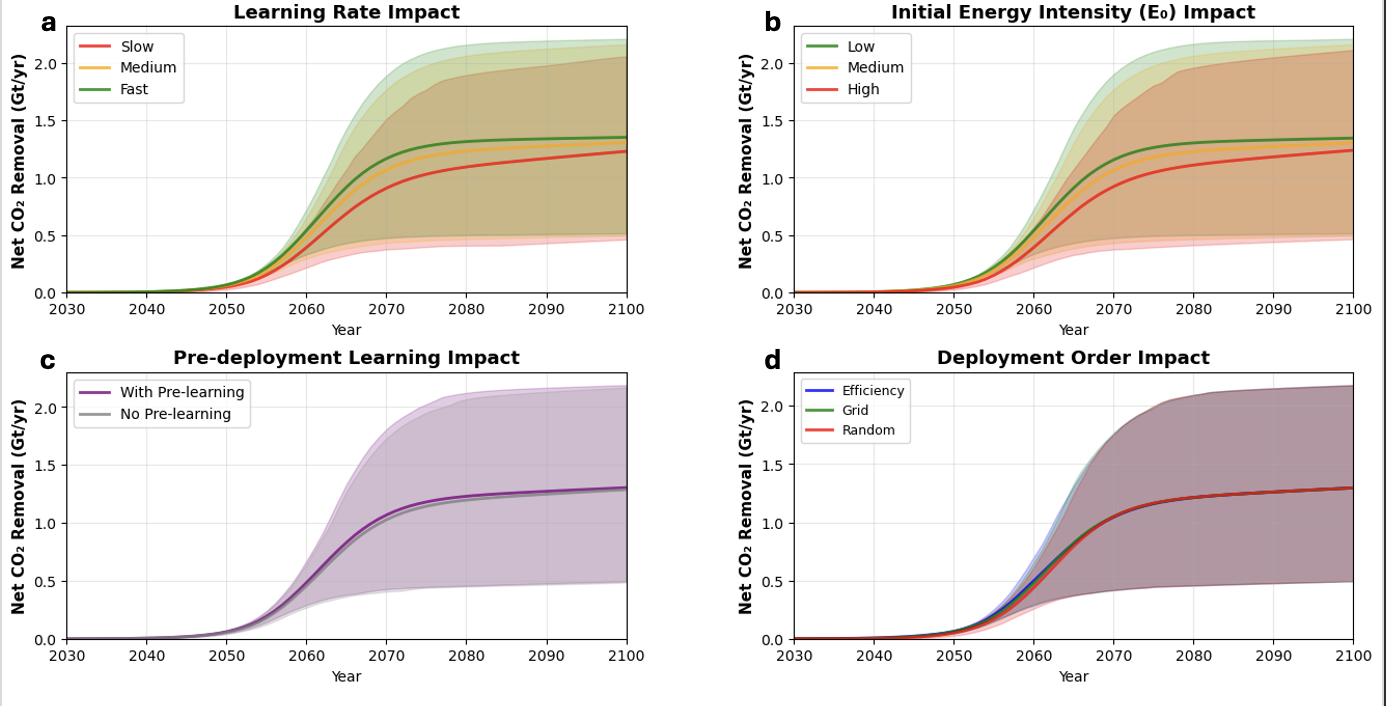 a
Learning Rate Impact
Net CO₂ Removal (Gt/yr)
2.0
1.5
1.0
0.5
0.0
Slow
Medium
Fast
2030 2040 2050 2060 2070 2080 2090 2100
Year
b
Initial Energy Intensity (E₀) Impact
Net CO₂ Removal (Gt/yr)
2.0
1.5
1.0
0.5
0.0
Low
Medium
High
2030 2040 2050 2060 2070 2080 2090 2100
Year
c
Pre-deployment Learning Impact
Net CO₂ Removal (Gt/yr)
2.0
1.5
1.0
0.5
0.0
With Pre-learning
No Pre-learning
2030 2040 2050 2060 2070 2080 2090 2100
Year
d
Deployment Order Impact
Net CO₂ Removal (Gt/yr)
2.0
1.5
1.0
0.5
0.0
Efficiency
Grid
Random
2030 2040 2050 2060 2070 2080 2090 2100
Year